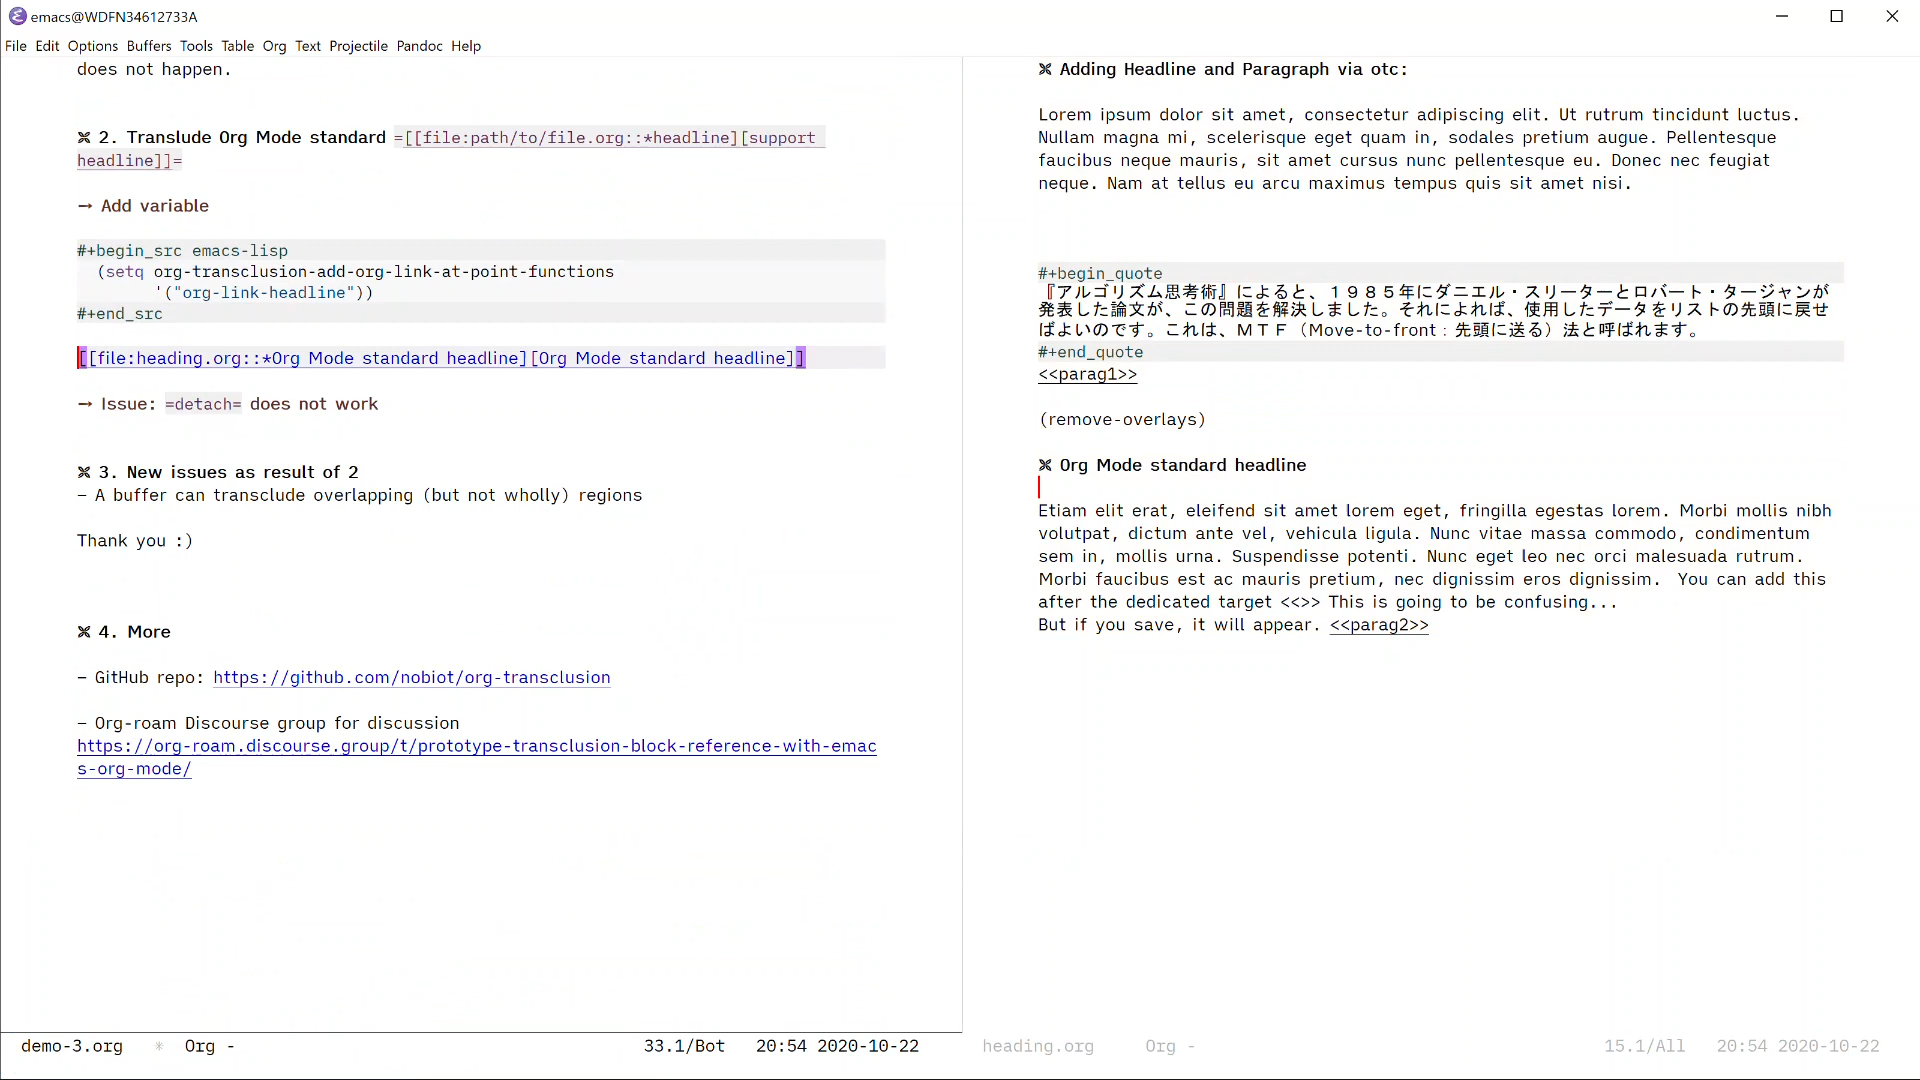 emacs@WDFN34612733A
File Edit Options Buffers Tools Table Org Text Projectile Pandoc Help
does not happen.
⌘ 2. Translude Org Mode standard =[[file:path/to/file.org::*headline][support
headline]]=
→ Add variable
#+begin_src emacs-lisp
(setq org-transclusion-add-org-link-at-point-functions
'("org-link-headline"))
#+end_src
[[file:heading.org::*Org Mode standard headline][Org Mode standard headline]]
→ Issue: =detach= does not work
⌘ 3. New issues as result of 2
– A buffer can transclude overlapping (but not wholly) regions
Thank you :)
⌘ 4. More
– GitHub repo: https://github.com/nobiot/org-transclusion
– Org-roam Discourse group for discussion
https://org-roam.discourse.group/t/prototype-transclusion-block-reference-with-emac
s-org-mode/
demo-3.org * Org - 33.1/Bot 20:54 2020-10-22
⌘ Adding Headline and Paragraph via otc:
Lorem ipsum dolor sit amet, consectetur adipiscing elit. Ut rutrum tincidunt luctus.
Nullam magna mi, scelerisque eget quam in, sodales pretium augue. Pellentesque
faucibus neque mauris, sit amet cursus nunc pellentesque eu. Donec nec feugiat
neque. Nam at tellus eu arcu maximus tempus quis sit amet nisi.
#+begin_quote
『アルゴリズム思考術』によると、１９８５年にダニエル・スリーターとロバート・タージャンが
発表した論文が、この問題を解決しました。それによれば、使用したデータをリストの先頭に戻せ
ばよいのです。これは、ＭＴＦ（Move-to-front：先頭に送る）法と呼ばれます。
#+end_quote
<<parag1>>
(remove-overlays)
⌘ Org Mode standard headline
Etiam elit erat, eleifend sit amet lorem eget, fringilla egestas lorem. Morbi mollis nibh
volutpat, dictum ante vel, vehicula ligula. Nunc vitae massa commodo, condimentum
sem in, mollis urna. Suspendisse potenti. Nunc eget leo nec orci malesuada rutrum.
Morbi faucibus est ac mauris pretium, nec dignissim eros dignissim. You can add this
after the dedicated target <<>> This is going to be confusing...
But if you save, it will appear. <<parag2>>
heading.org Org - 15.1/All 20:54 2020-10-22